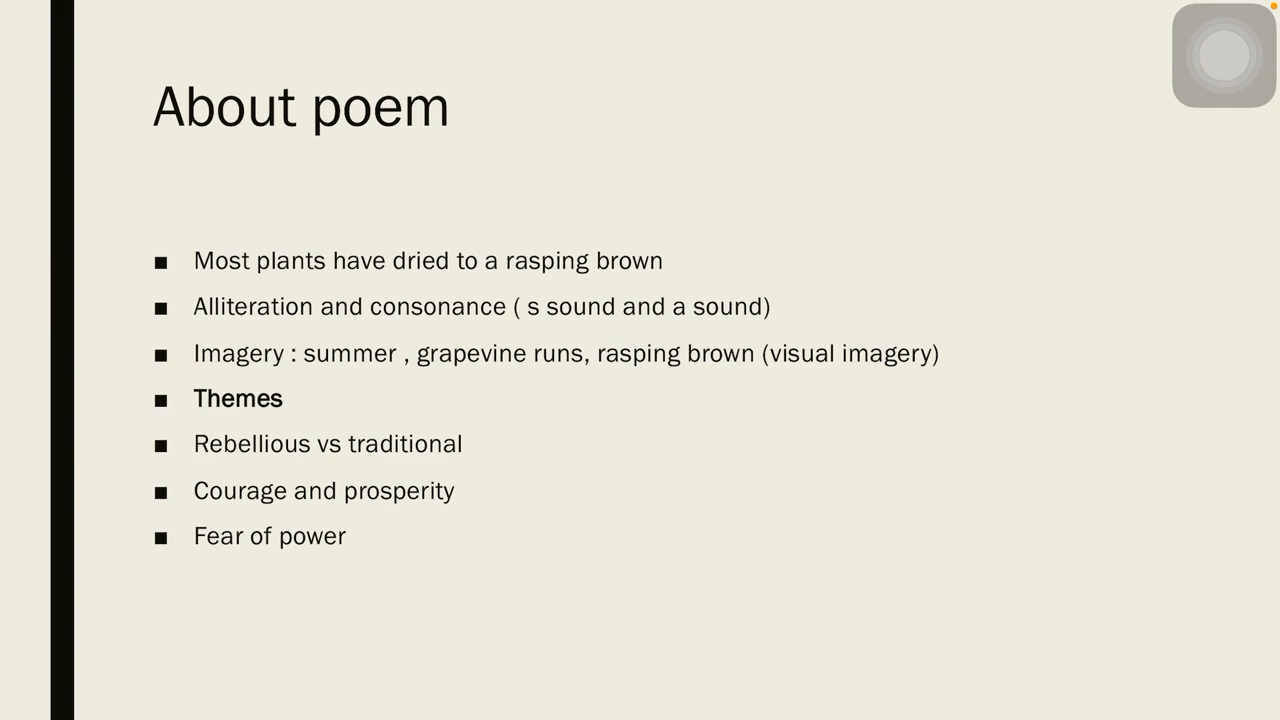 About poem
Most plants have dried to a rasping brown
Alliteration and consonance ( s sound and a sound)
Imagery : summer , grapevine runs, rasping brown (visual imagery)
Themes
Rebellious vs traditional
Courage and prosperity
Fear of power